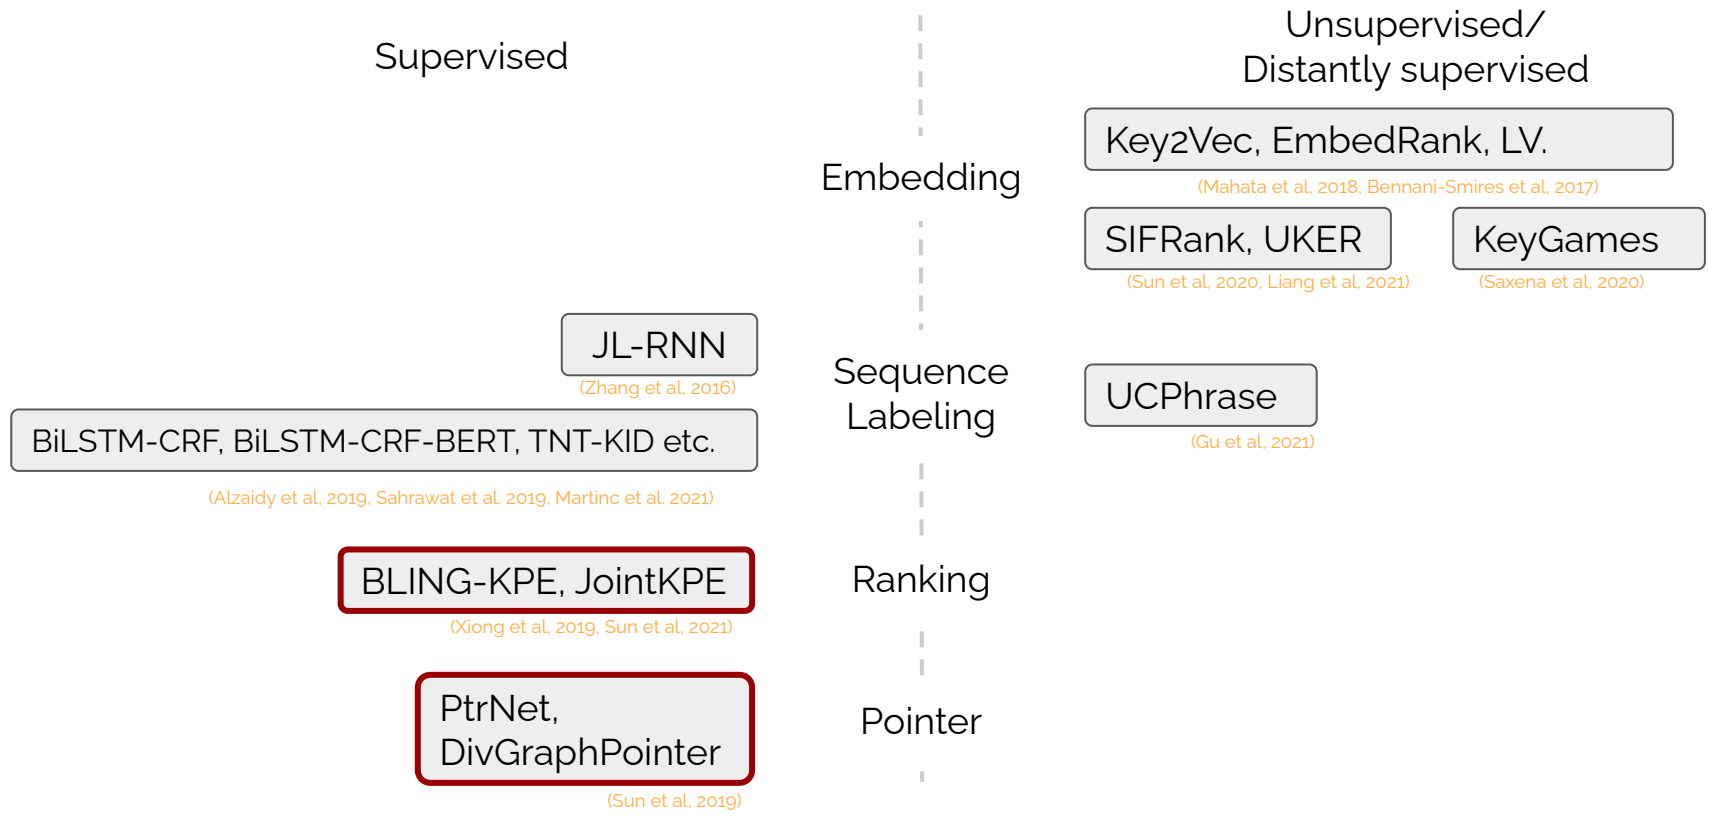 Supervised
Unsupervised/
Distantly supervised
Key2Vec, EmbedRank, LV.
Embedding
(Mahata et al, 2018, Bennani-Smires et al, 2017)
SIFRank, UKER
KeyGames
(Sun et al, 2020, Liang et al, 2021)
(Saxena et al, 2020)
JL-RNN
(Zhang et al, 2016)
Sequence
Labeling
UCPhrase
(Gu et al, 2021)
BiLSTM-CRF, BiLSTM-CRF-BERT, TNT-KID etc.
(Alzaidy et al, 2019, Sahrawat et al. 2019, Martinc et al. 2021)
BLING-KPE, JointKPE
Ranking
(Xiong et al, 2019, Sun et al, 2021)
PtrNet,
DivGraphPointer
Pointer
(Sun et al, 2019)